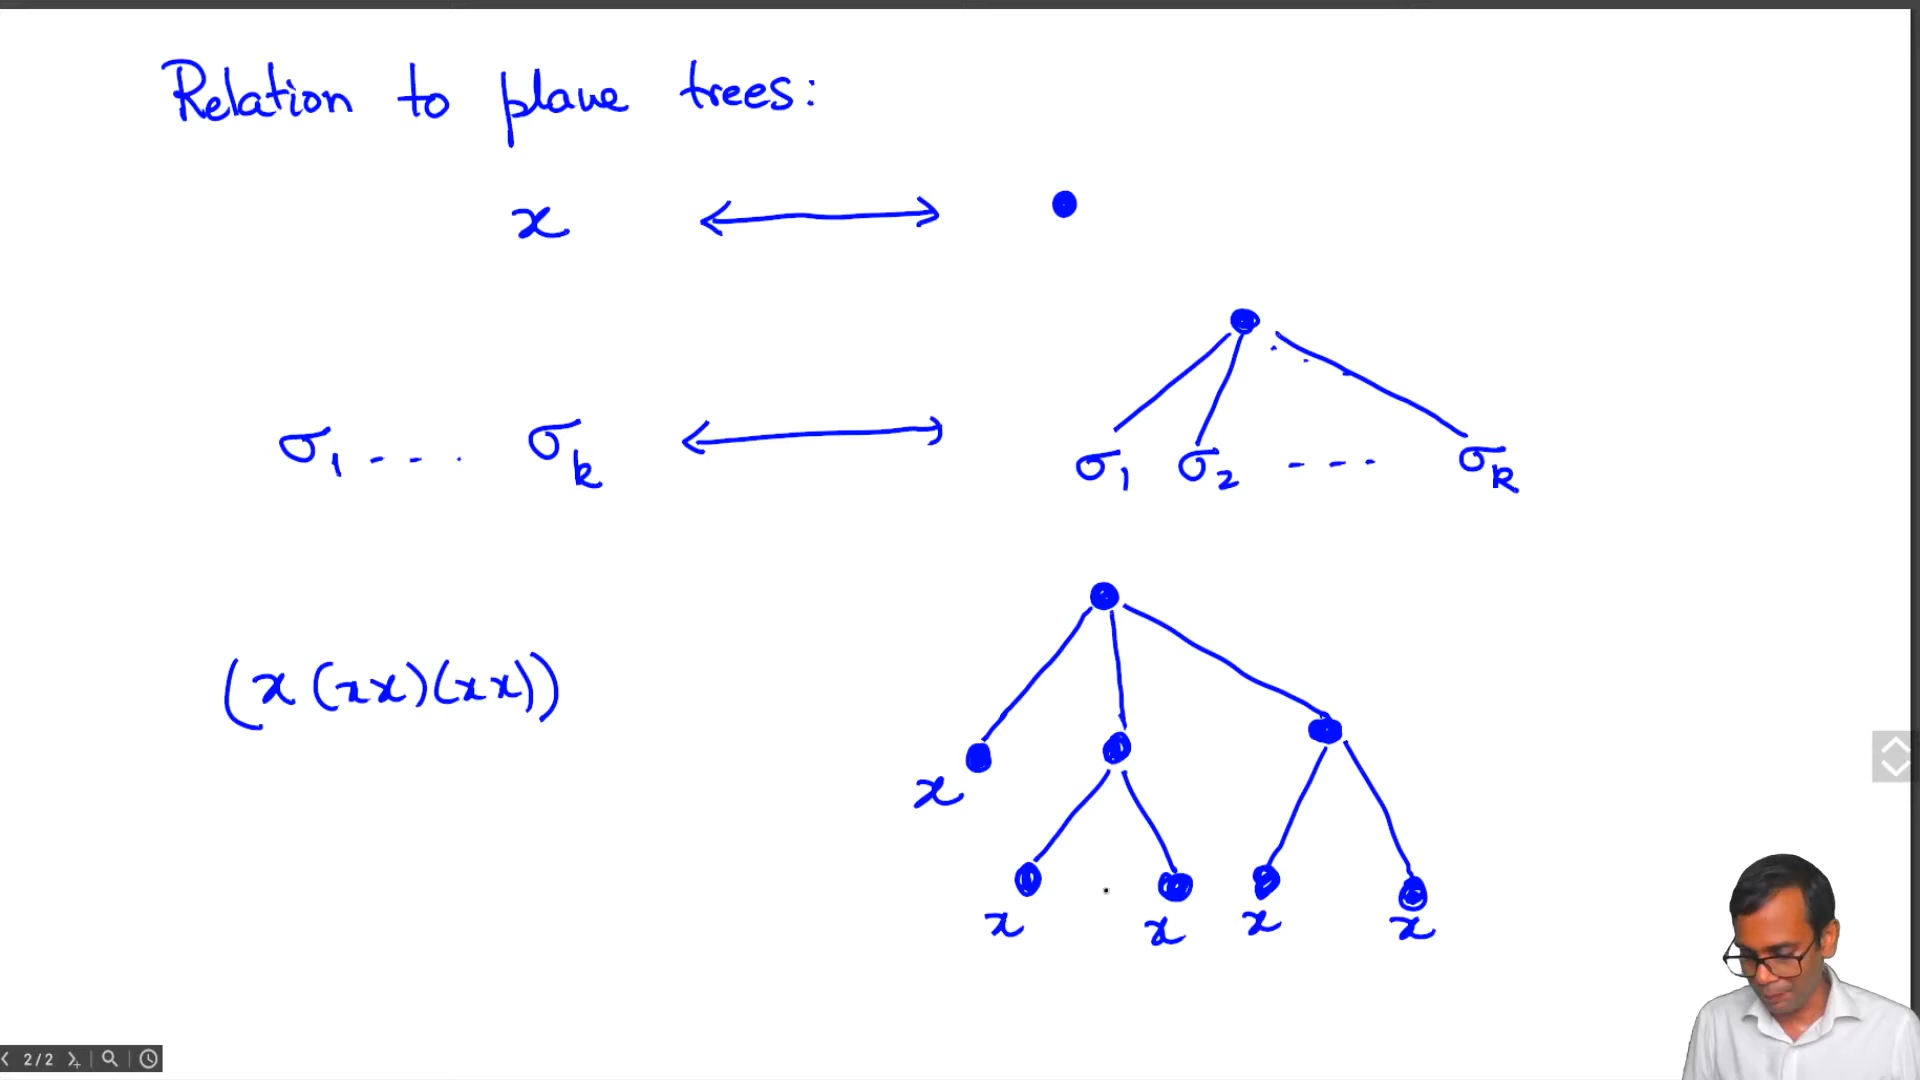 Relation to plane trees:
x
σ₁ ---. σₖ
σ₁ σ₂ --- σₖ
(x(xx)(xx))
x
x x x x
2/2